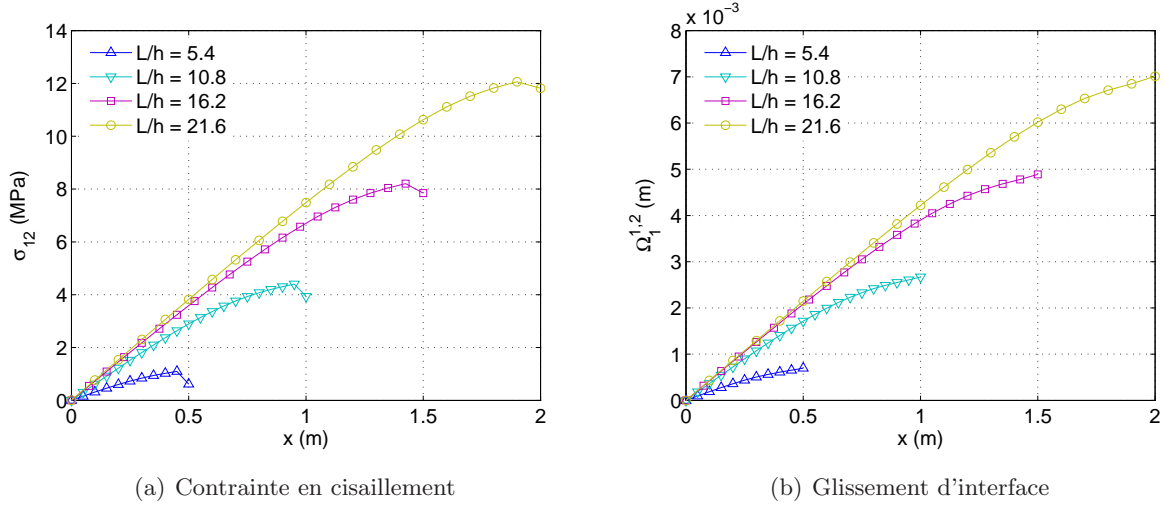 14
12
10
8
6
4
2
0
0
0.5
1
1.5
2
σ12 (MPa)
x (m)
L/h = 5.4
L/h = 10.8
L/h = 16.2
L/h = 21.6
(a) Contrainte en cisaillement
x 10^-3
8
7
6
5
4
3
2
1
0
0
0.5
1
1.5
2
Ω1^1,2 (m)
x (m)
L/h = 5.4
L/h = 10.8
L/h = 16.2
L/h = 21.6
(b) Glissement d'interface